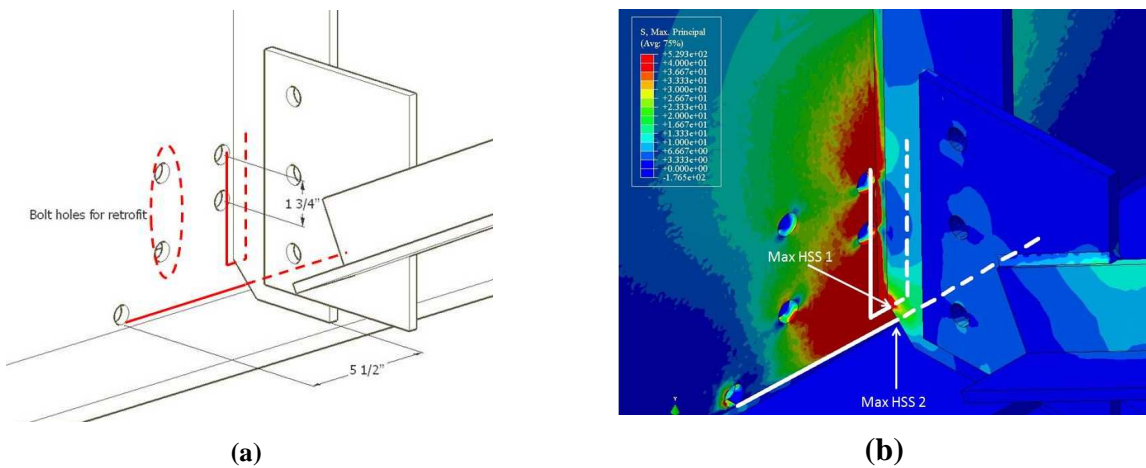 Bolt holes for retrofit
1 3/4"
5 1/2"
(a)
S, Max. Principal
(Avg: 75%)
+5.293e+02
+4.000e+01
+3.667e+01
+3.333e+01
+3.000e+01
+2.667e+01
+2.333e+01
+2.000e+01
+1.667e+01
+1.333e+01
+1.000e+01
+6.667e+00
+3.333e+00
+0.000e+00
-1.765e+02
Max HSS 1
Max HSS 2
Y
(b)